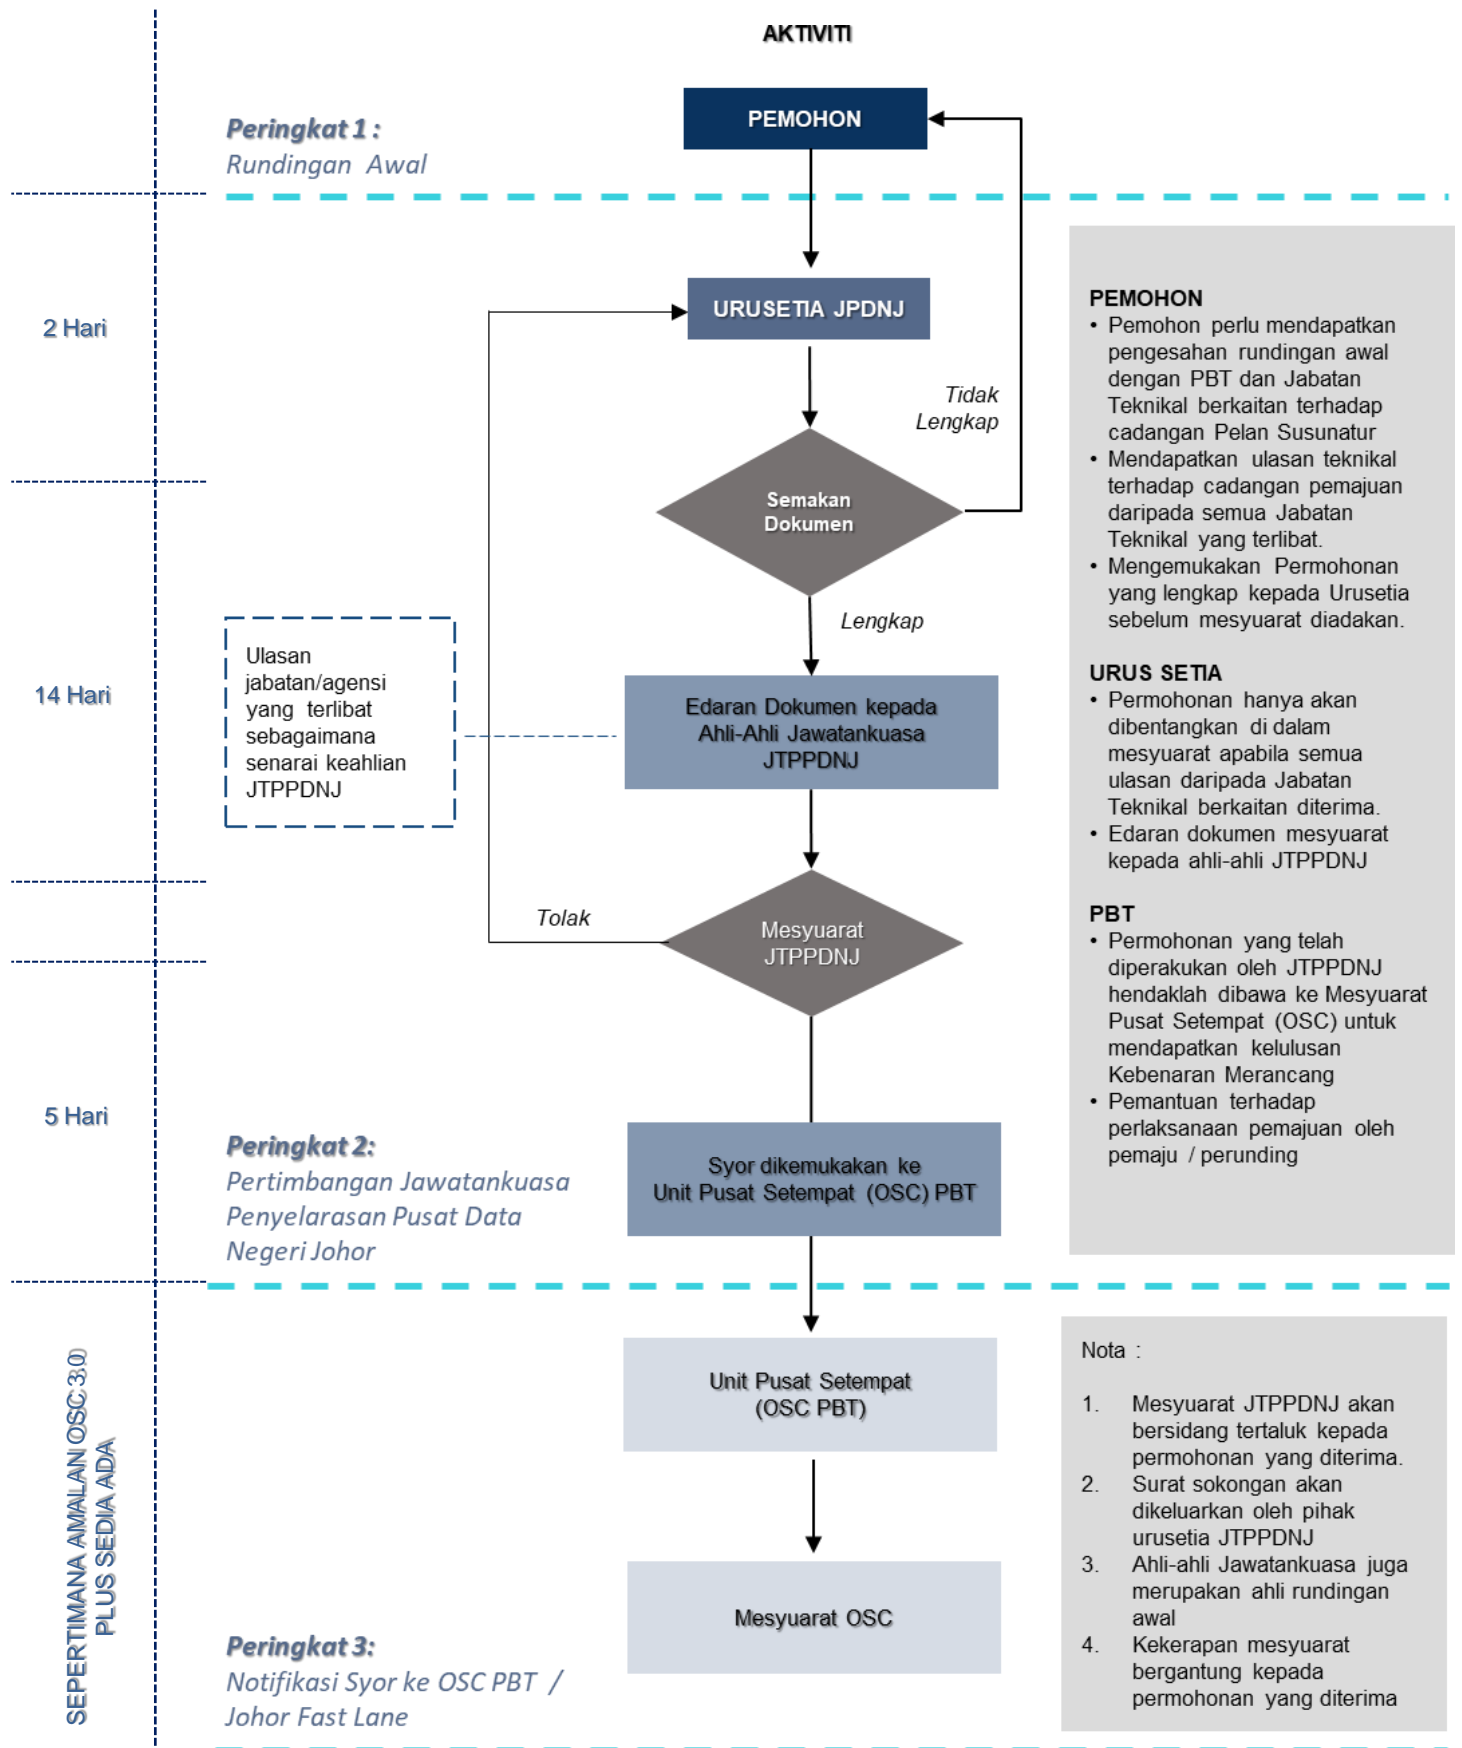 AKTIVITI
PEMOHON
Peringkat 1 :
Rundingan Awal
2 Hari
URUSETIA JPDNJ
Tidak
Lengkap
Semakan
Dokumen
Lengkap
14 Hari
Ulasan
jabatan/agensi
yang terlibat
sebagaimana
senarai keahlian
JTPPDNJ
Edaran Dokumen kepada
Ahli-Ahli Jawatankuasa
JTPPDNJ
Tolak
Mesyuarat
JTPPDNJ
5 Hari
Peringkat 2:
Pertimbangan Jawatankuasa
Penyelarasan Pusat Data
Negeri Johor
Syor dikemukakan ke
Unit Pusat Setempat (OSC) PBT
PEMOHON
• Pemohon perlu mendapatkan
pengesahan rundingan awal
dengan PBT dan Jabatan
Teknikal berkaitan terhadap
cadangan Pelan Susunatur
• Mendapatkan ulasan teknikal
terhadap cadangan pemajuan
daripada semua Jabatan
Teknikal yang terlibat.
• Mengemukakan Permohonan
yang lengkap kepada Urusetia
sebelum mesyuarat diadakan.
URUS SETIA
• Permohonan hanya akan
dibentangkan di dalam
mesyuarat apabila semua
ulasan daripada Jabatan
Teknikal berkaitan diterima.
• Edaran dokumen mesyuarat
kepada ahli-ahli JTPPDNJ
PBT
• Permohonan yang telah
diperakukan oleh JTPPDNJ
hendaklah dibawa ke Mesyuarat
Pusat Setempat (OSC) untuk
mendapatkan kelulusan
Kebenaran Merancang
• Pemantuan terhadap
perlaksanaan pemajuan oleh
pemaju / perunding
SEPERTIMANA AMALAN OSC 3.0
PLUS SEDIA ADA
Unit Pusat Setempat
(OSC PBT)
Mesyuarat OSC
Peringkat 3:
Notifikasi Syor ke OSC PBT /
Johor Fast Lane
Nota :
1. Mesyuarat JTPPDNJ akan
bersidang tertaluk kepada
permohonan yang diterima.
2. Surat sokongan akan
dikeluarkan oleh pihak
urusetia JTPPDNJ
3. Ahli-ahli Jawatankuasa juga
merupakan ahli rundingan
awal
4. Kekerapan mesyuarat
bergantung kepada
permohonan yang diterima